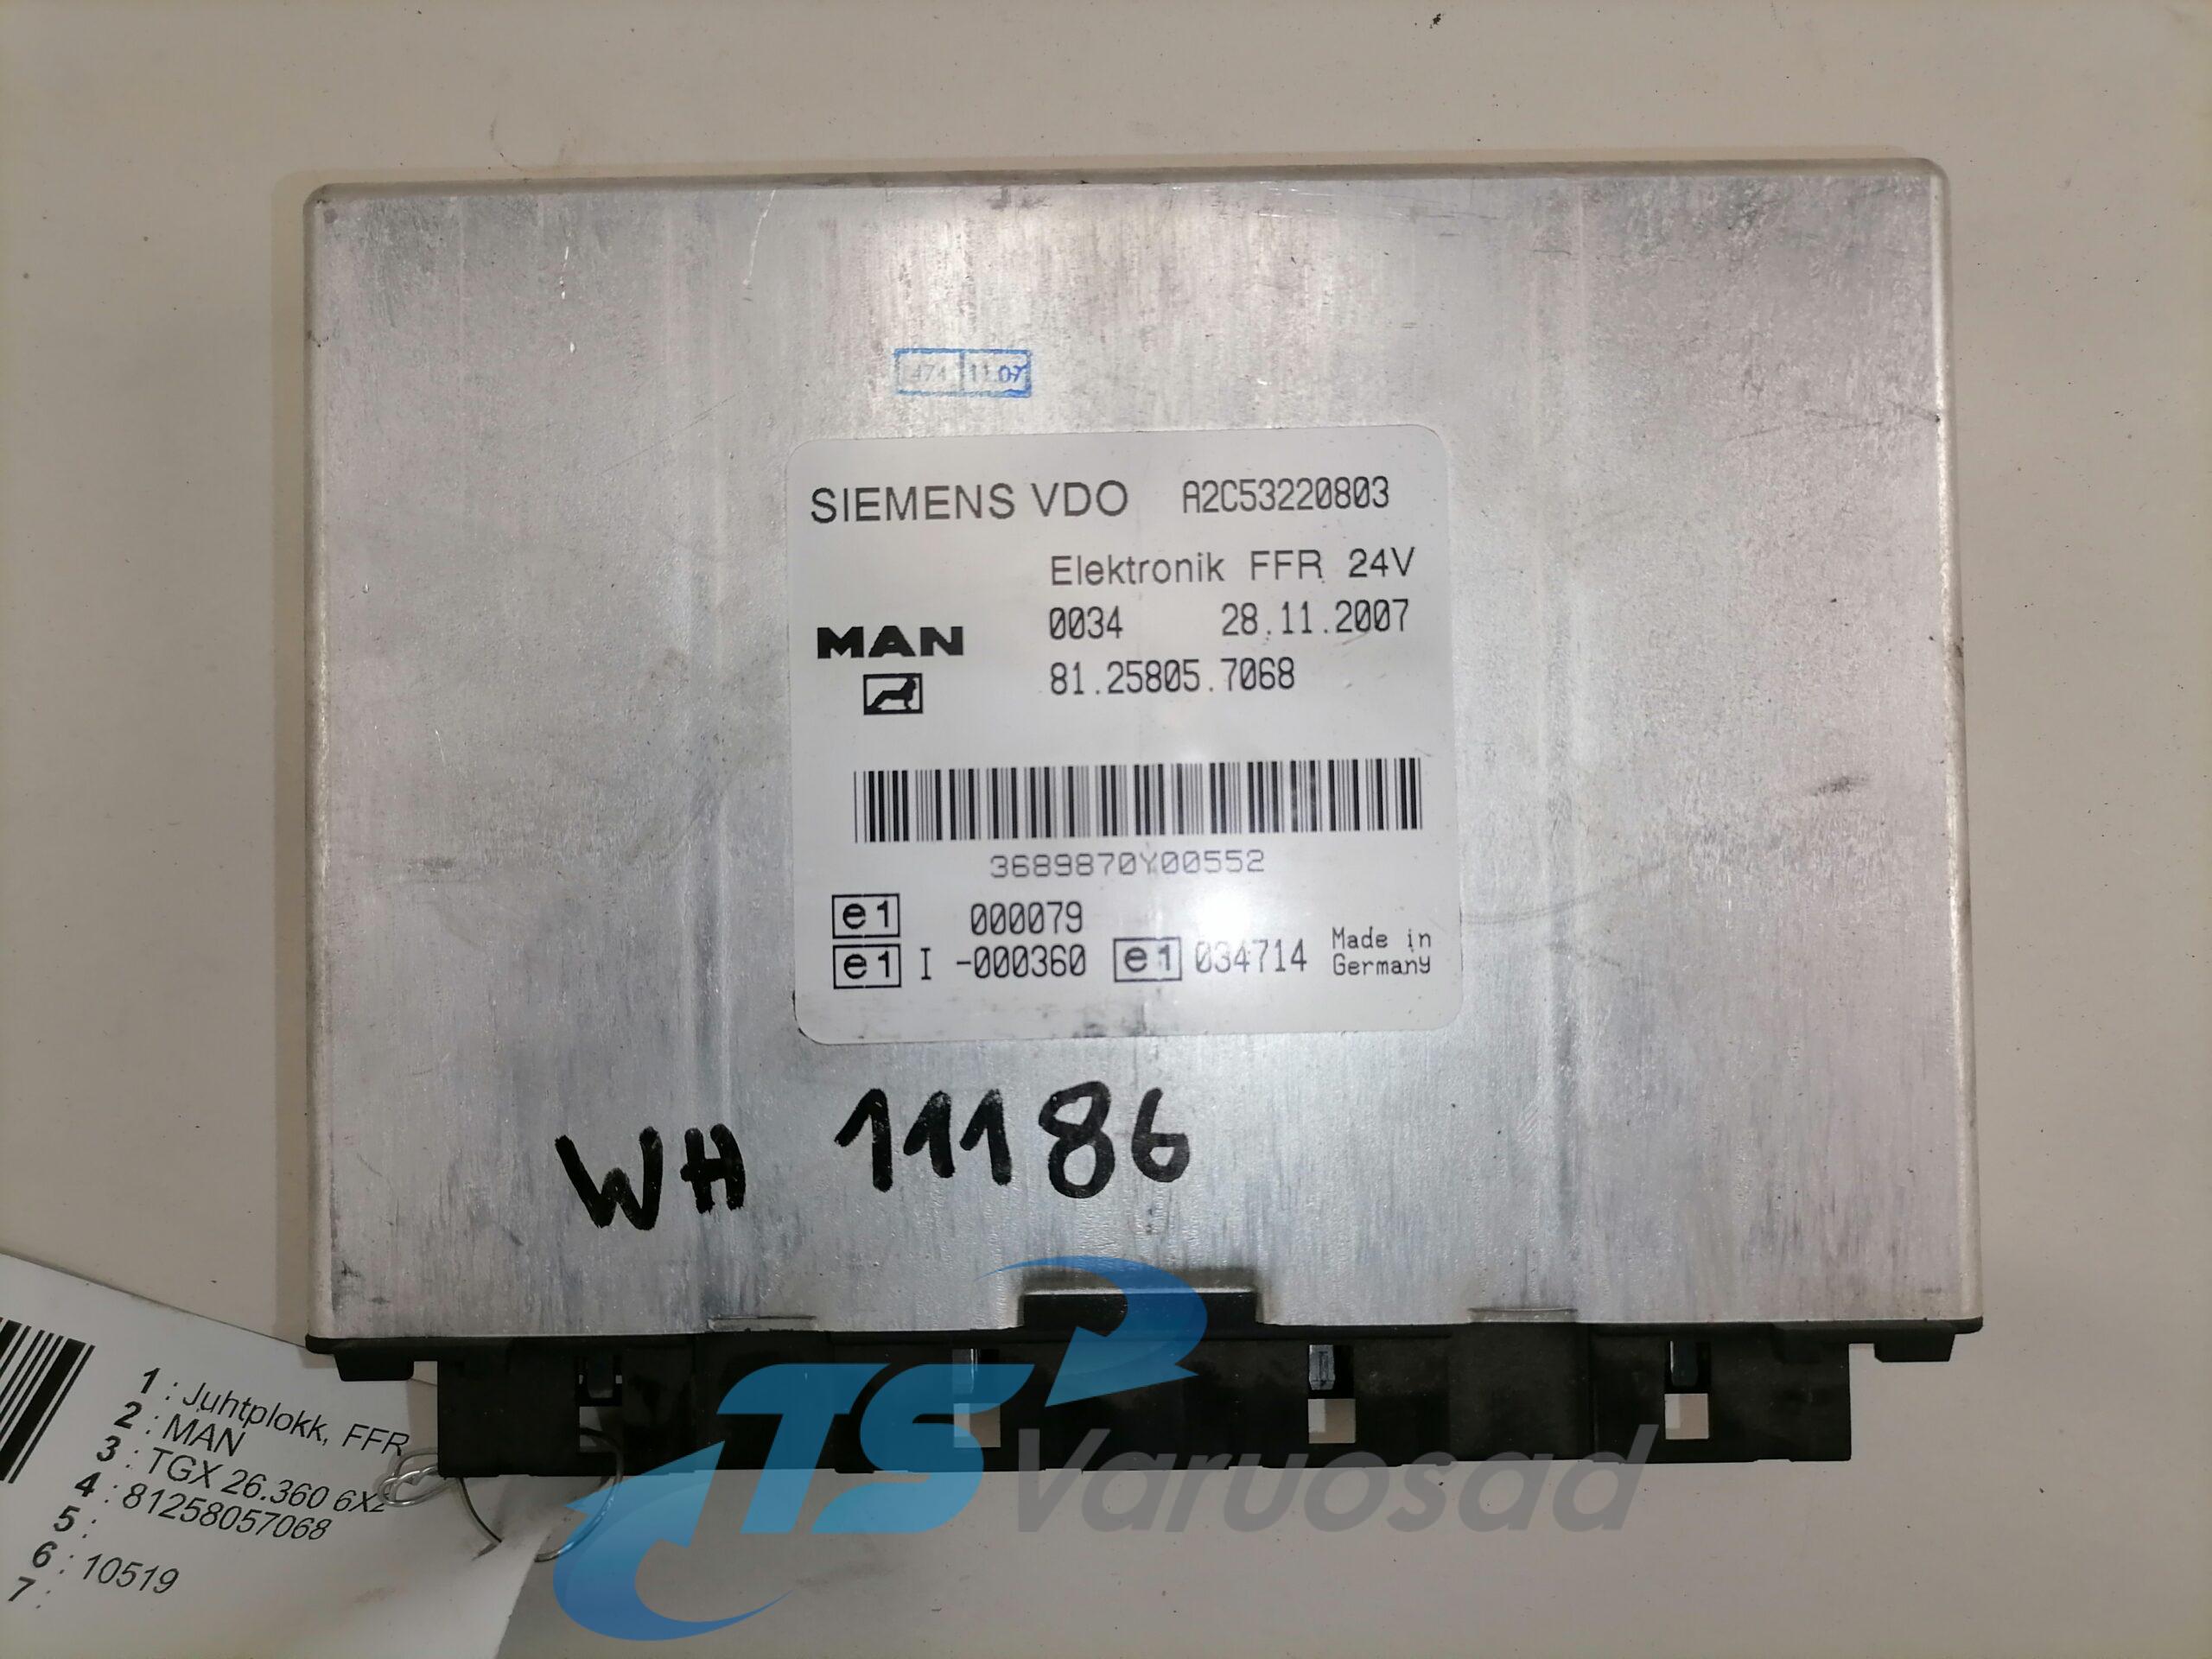 11.07
SIEMENS VDO A2C53220803
Elektronik FFR 24V
0034 28.11.2007
MAN
81.25805.7068
3689870Y00552
e1 000079
e1 I -000360 e1 034714 Made in Germany
WH 11186
1 : Juhtplokk, FFR
2 : MAN
3 : TGX 26.360 6X2
4 : 81258057068
5 :
6 : 10519
7 :
TS Varuosad